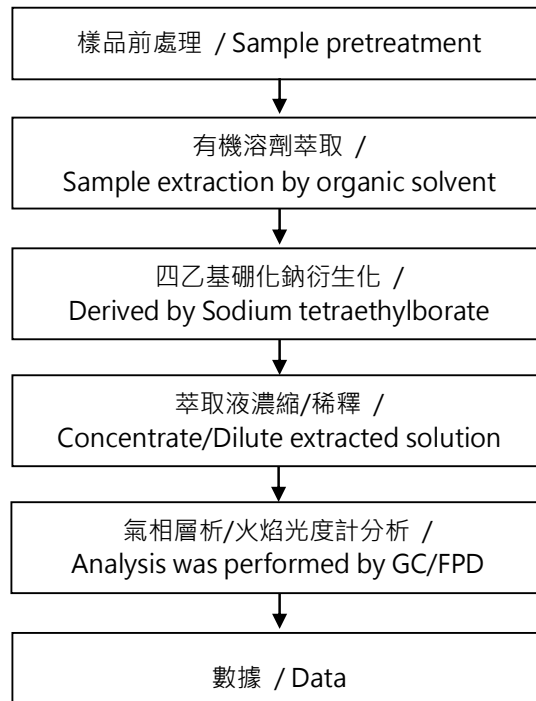 樣品前處理 / Sample pretreatment
有機溶劑萃取 /
Sample extraction by organic solvent
四乙基硼化鈉衍生化 /
Derived by Sodium tetraethylborate
萃取液濃縮/稀釋 /
Concentrate/Dilute extracted solution
氣相層析/火焰光度計分析 /
Analysis was performed by GC/FPD
數據 / Data